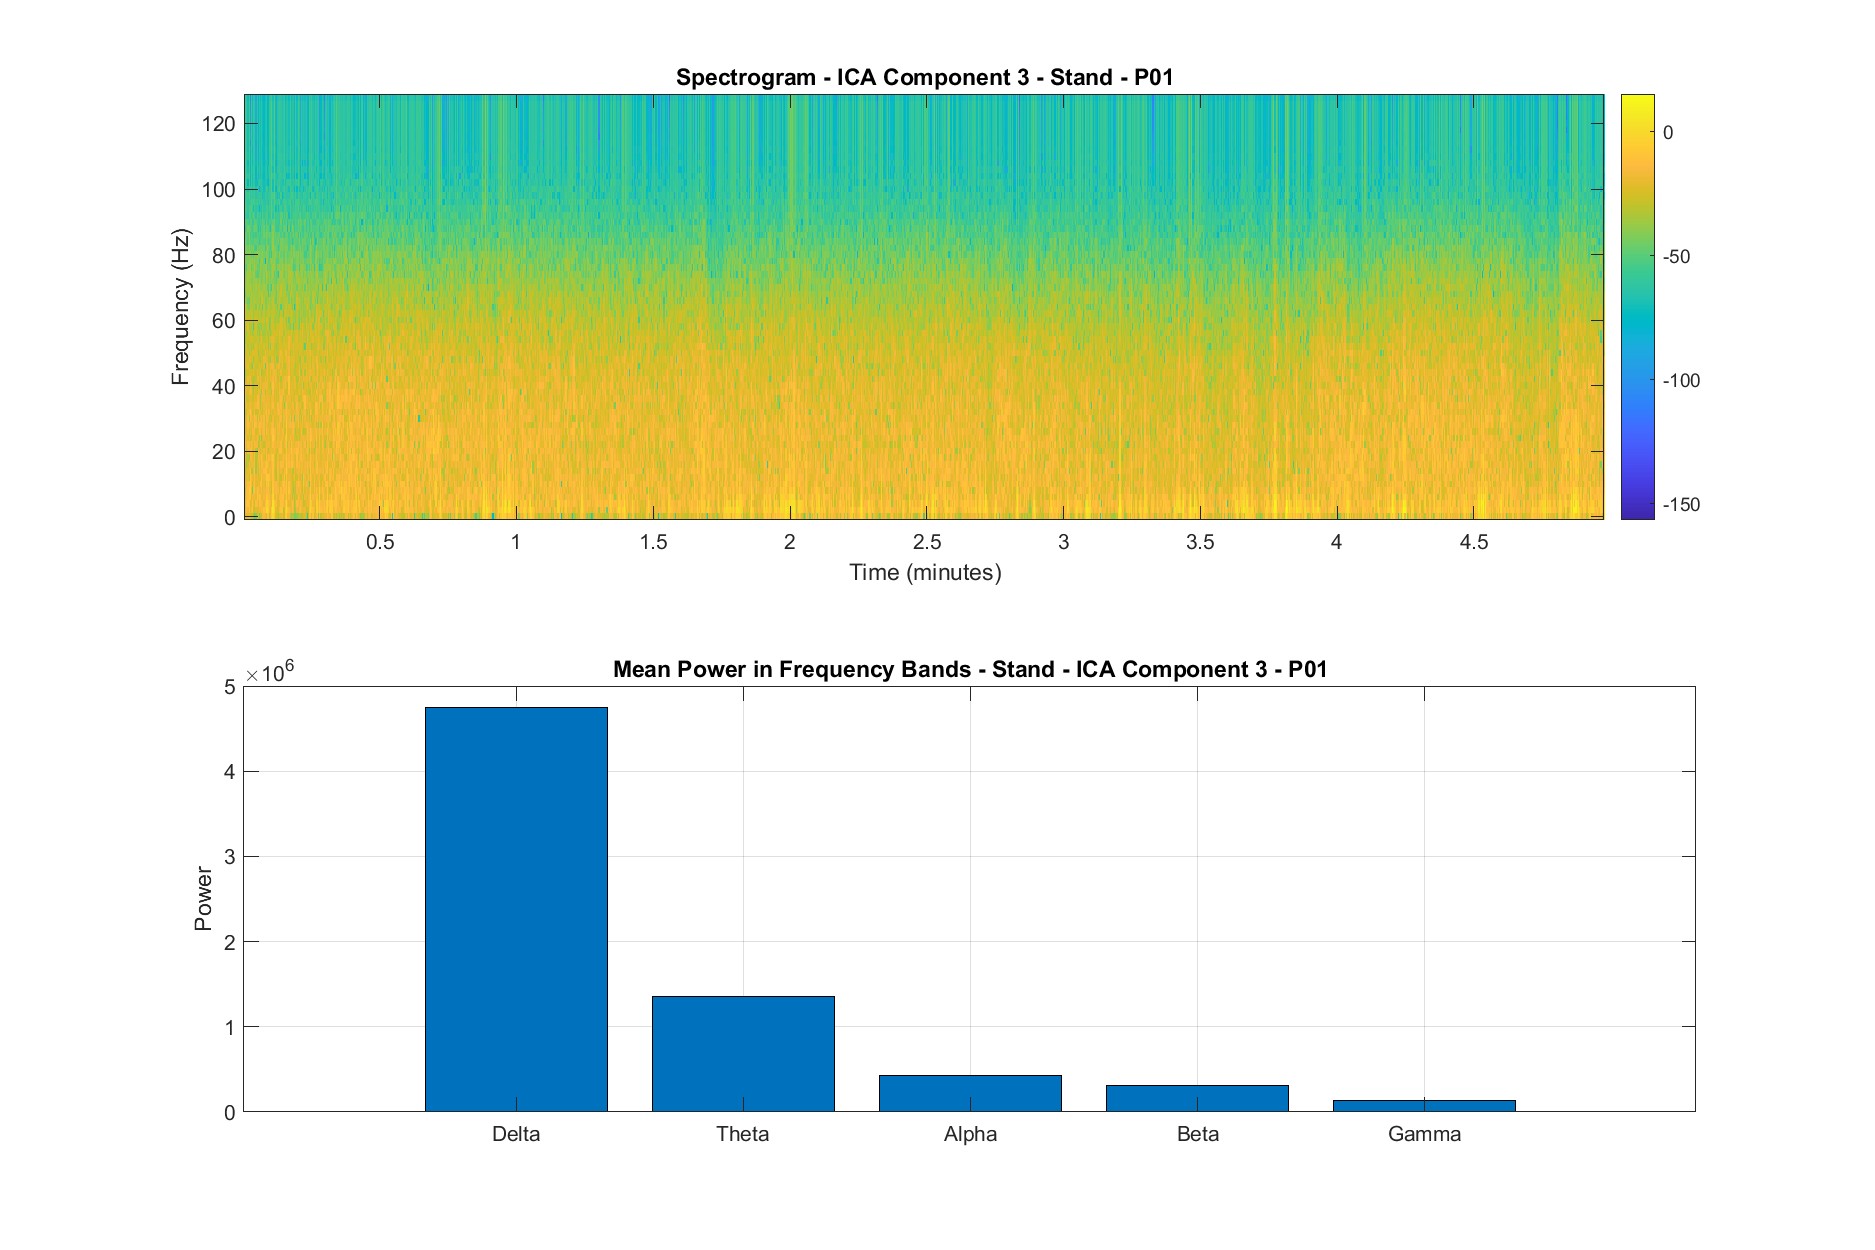 Spectrogram - ICA Component 3 - Stand - P01
120
100
80
60
40
20
0
Frequency (Hz)
0.5 1 1.5 2 2.5 3 3.5 4 4.5
Time (minutes)
0
-50
-100
-150
Mean Power in Frequency Bands - Stand - ICA Component 3 - P01
×10⁶
5
4
3
2
1
0
Power
Delta Theta Alpha Beta Gamma